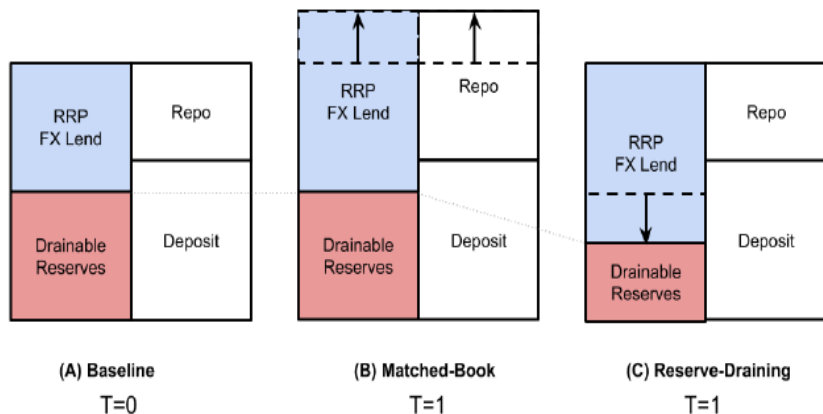 RRP
FX Lend
Repo
Drainable
Reserves
Deposit
RRP
FX Lend
Repo
Drainable
Reserves
Deposit
RRP
FX Lend
Repo
Drainable
Reserves
Deposit
(A) Baseline
(B) Matched-Book
(C) Reserve-Draining
T=0
T=1
T=1